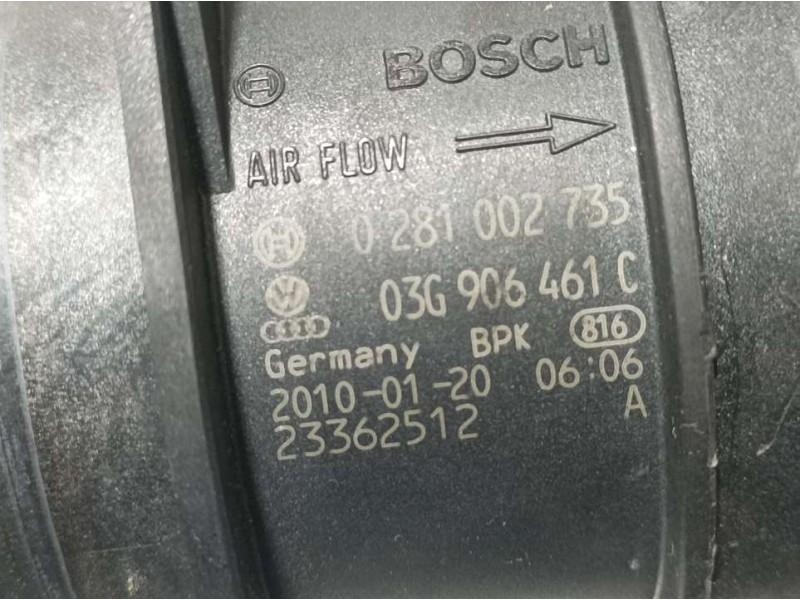 BOSCH
AIR FLOW
0 281 002 735
03G 906 461 C
Germany BPK 816
2010-01-20 06:06
23362512 A